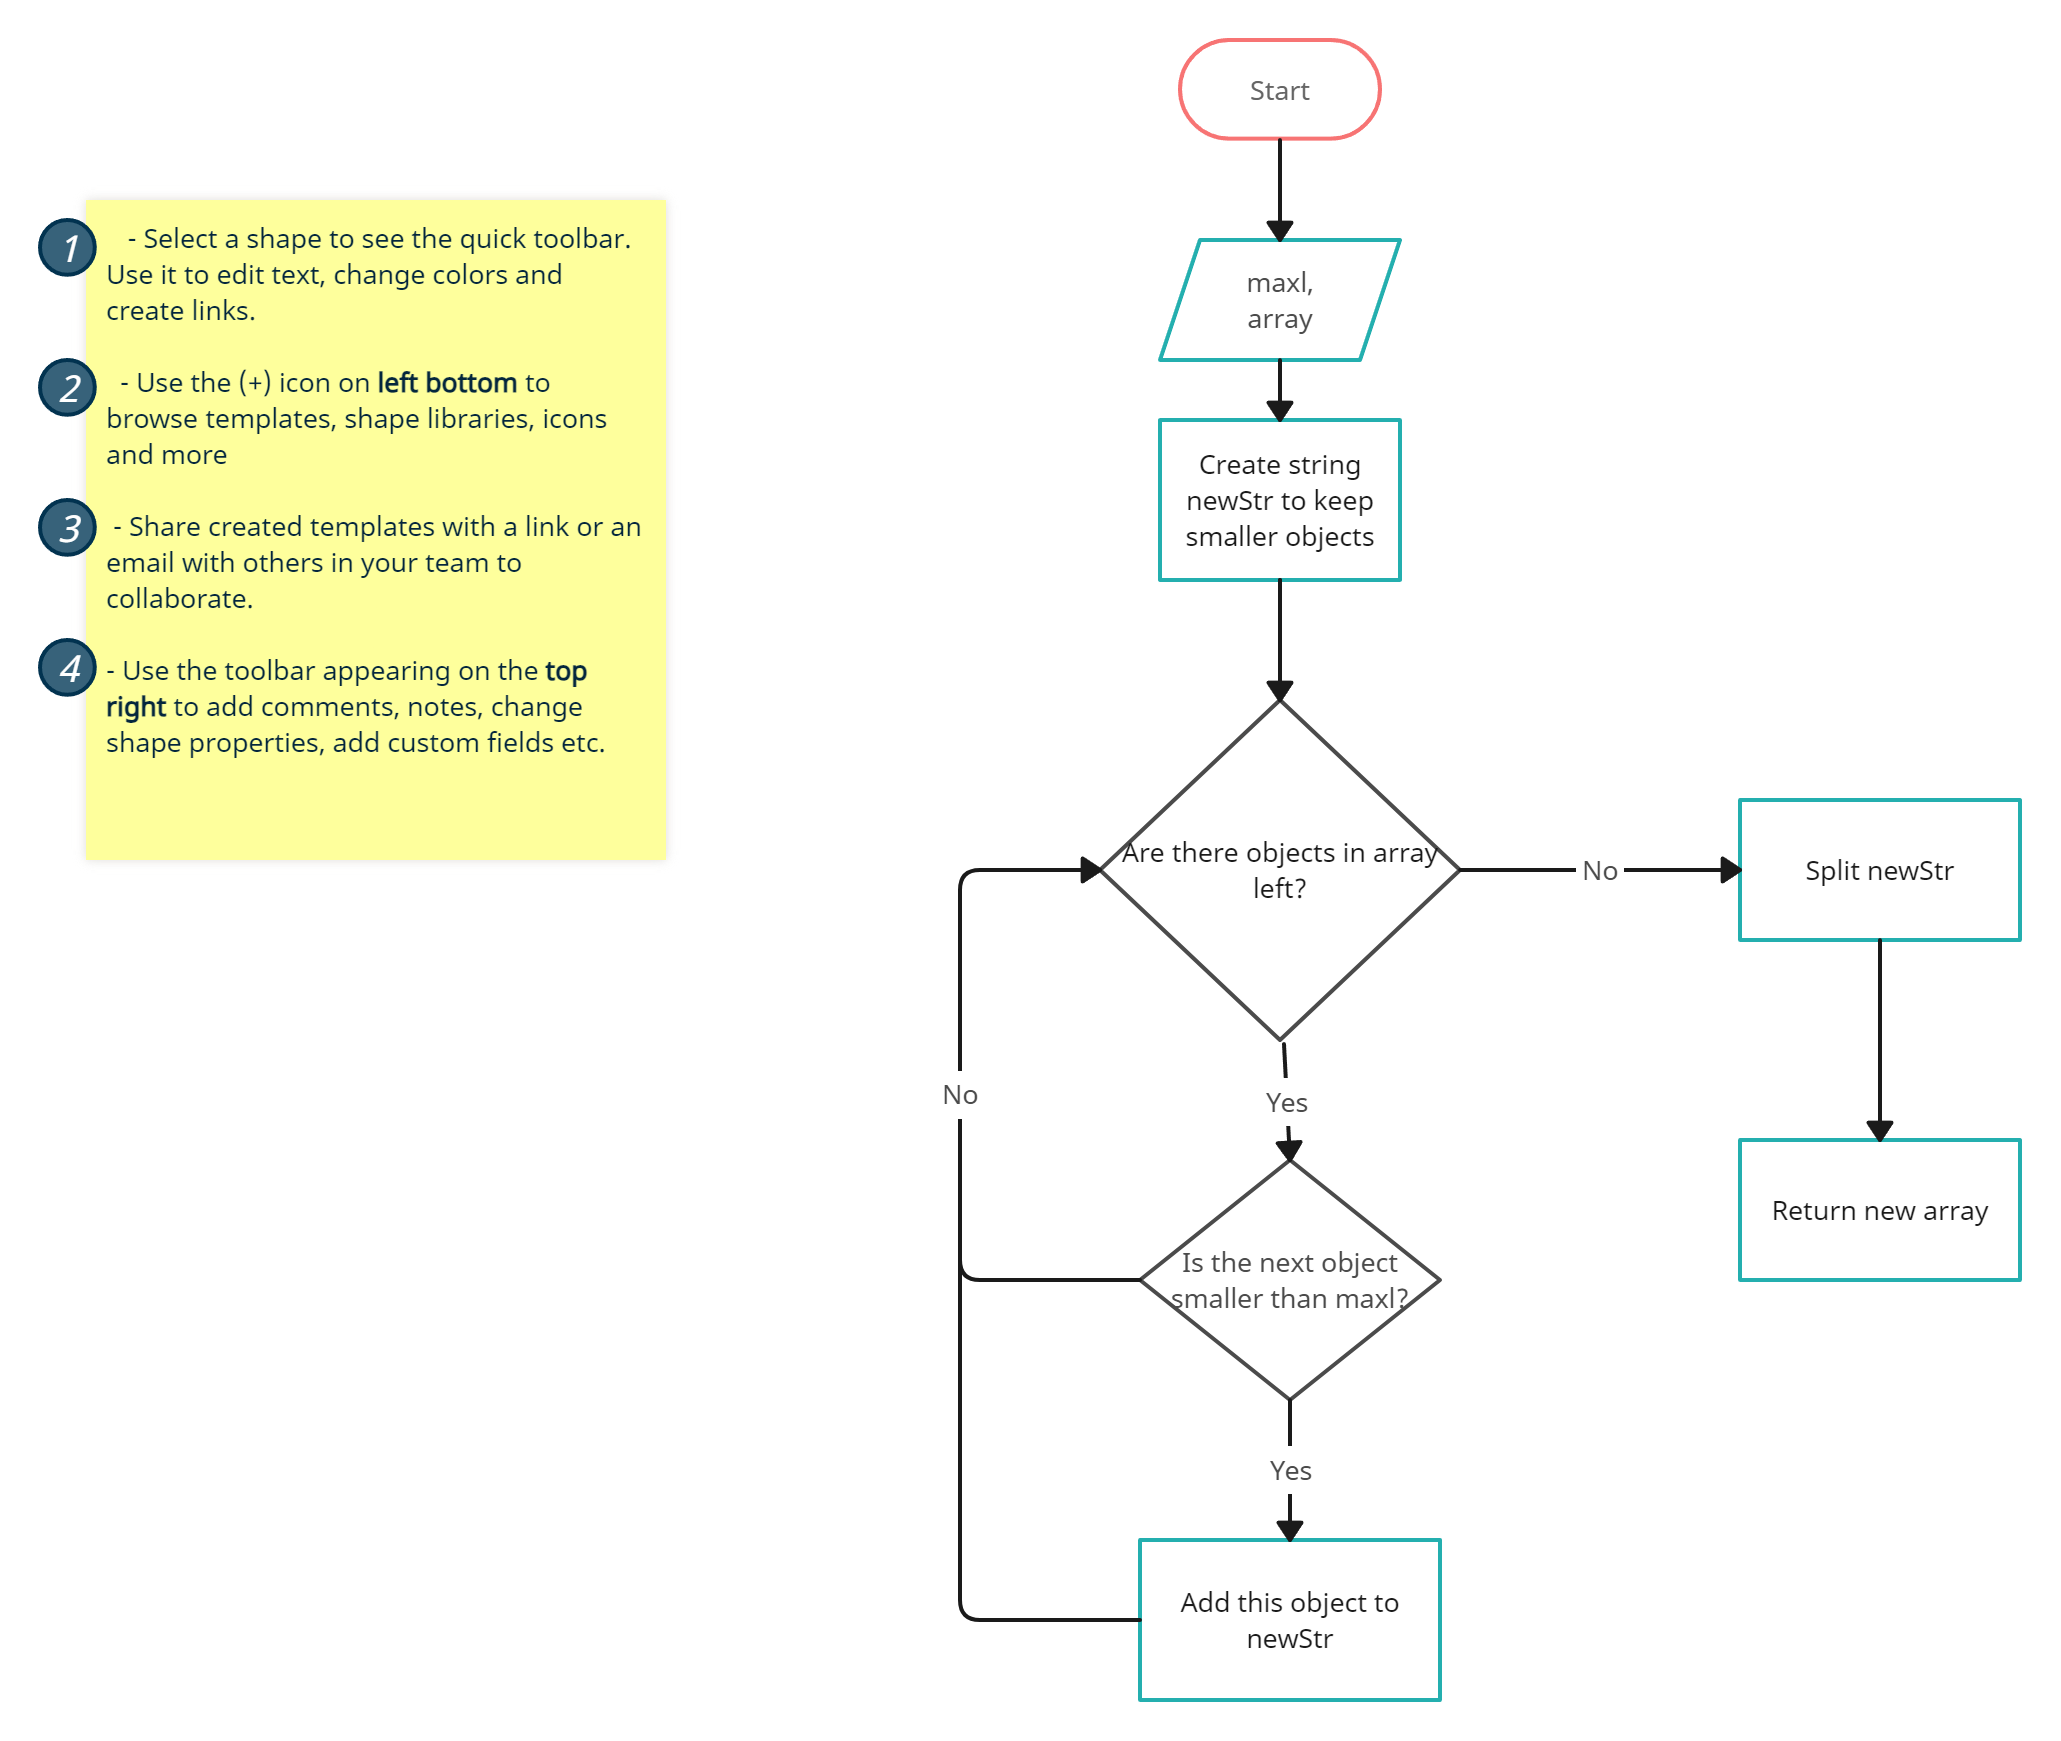 1
- Select a shape to see the quick toolbar.
Use it to edit text, change colors and
create links.
2
- Use the (+) icon on left bottom to
browse templates, shape libraries, icons
and more
3
- Share created templates with a link or an
email with others in your team to
collaborate.
4
- Use the toolbar appearing on the top
right to add comments, notes, change
shape properties, add custom fields etc.
Start
maxl,
array
Create string
newStr to keep
smaller objects
Are there objects in array
left?
No
Split newStr
Return new array
Yes
No
Is the next object
smaller than maxl?
Yes
Add this object to
newStr